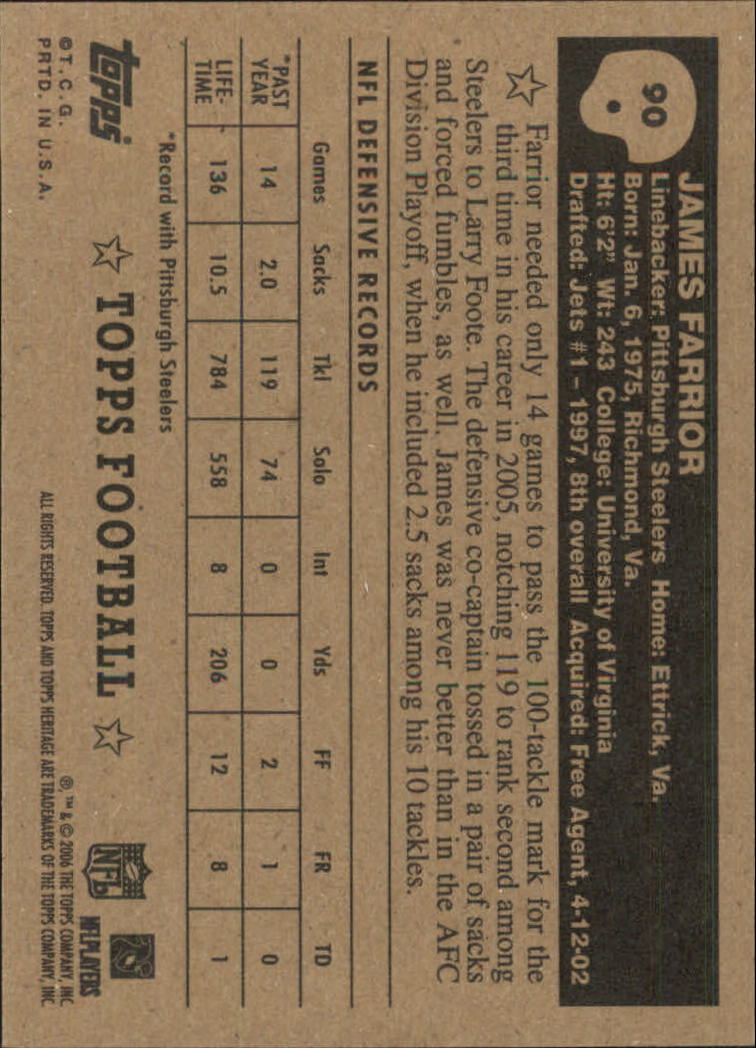 90
JAMES FARRIOR
Linebacker: Pittsburgh Steelers Home: Ettrick, Va.
Born: Jan. 6, 1975, Richmond, Va.
Ht: 6'2" Wt: 243 College: University of Virginia
Drafted: Jets #1 – 1997, 8th overall Acquired: Free Agent, 4-12-02
Farrior needed only 14 games to pass the 100-tackle mark for the
third time in his career in 2005, notching 119 to rank second among
Steelers to Larry Foote. The defensive co-captain tossed in a pair of sacks
and forced fumbles, as well. James was never better than in the AFC
Division Playoff, when he included 2.5 sacks among his 10 tackles.
NFL DEFENSIVE RECORDS
Games Sacks Tkl Solo Int Yds FF FR TD
*PAST YEAR 14 2.0 119 74 0 0 2 1 0
LIFE-TIME 136 10.5 784 558 8 206 12 8 1
*Record with Pittsburgh Steelers
topps
TOPPS FOOTBALL
NFL
NFLPLAYERS
©T.C.G.
PRTD. IN U.S.A.
®, ™ & © 2006 THE TOPPS COMPANY, INC
ALL RIGHTS RESERVED. TOPPS AND TOPPS HERITAGE ARE TRADEMARKS OF THE TOPPS COMPANY, INC